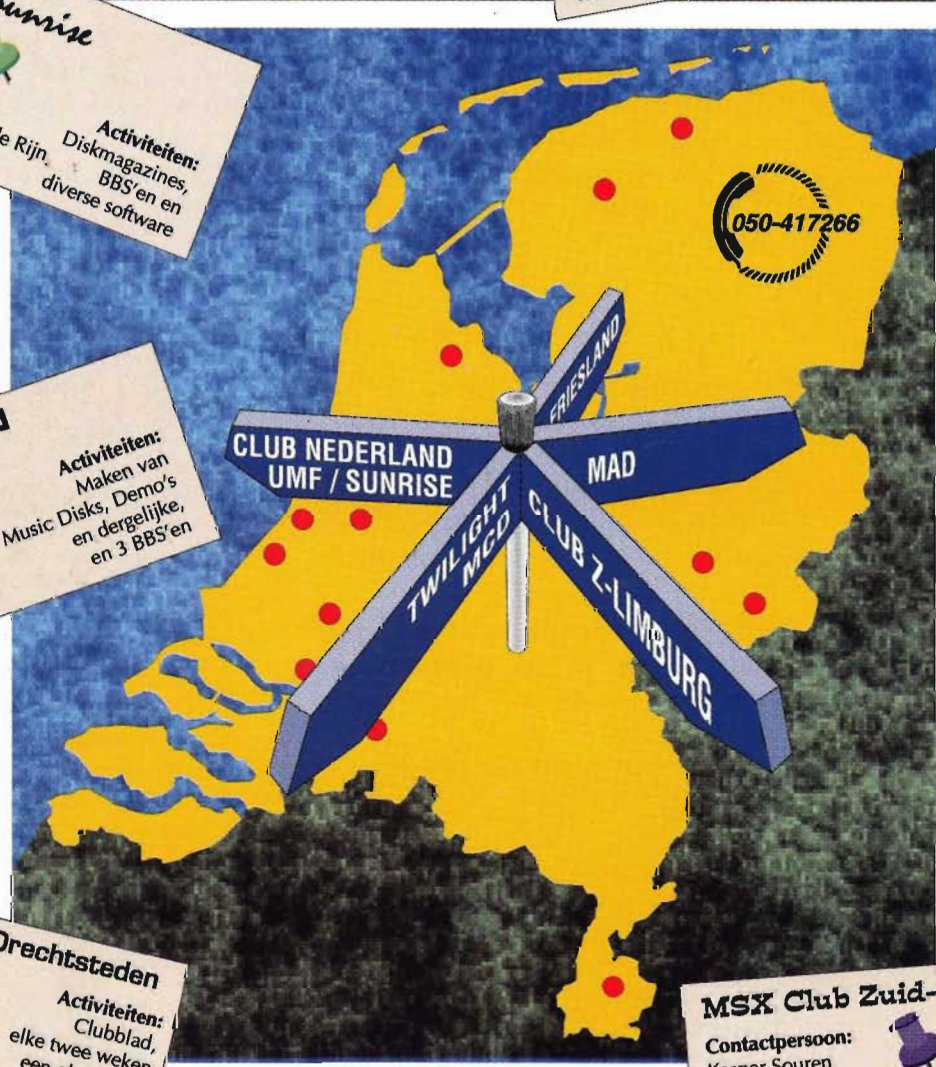 Sunrise
Activiteiten:
Diskmagazines,
BBS'en en
diverse software
de Rijn.
050-417266
FRIESLAND
CLUB NEDERLAND
UMF / SUNRISE
MAD
TWILIGHT
MCD
CLUB Z-LIMBURG
Activiteiten:
Maken van
Music Disks, Demo's
en dergelijke,
en 3 BBS'en
Drechtsteden
Activiteiten:
Clubblad,
elke twee weken
MSX Club Zuid-
Contactpersoon: